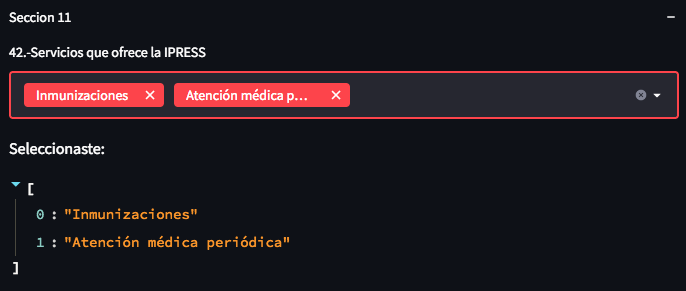 Seccion 11
42.-Servicios que ofrece la IPRESS
Inmunizaciones Atención médica p...
Seleccionaste:
[
0 : "Inmunizaciones"
1 : "Atención médica periódica"
]